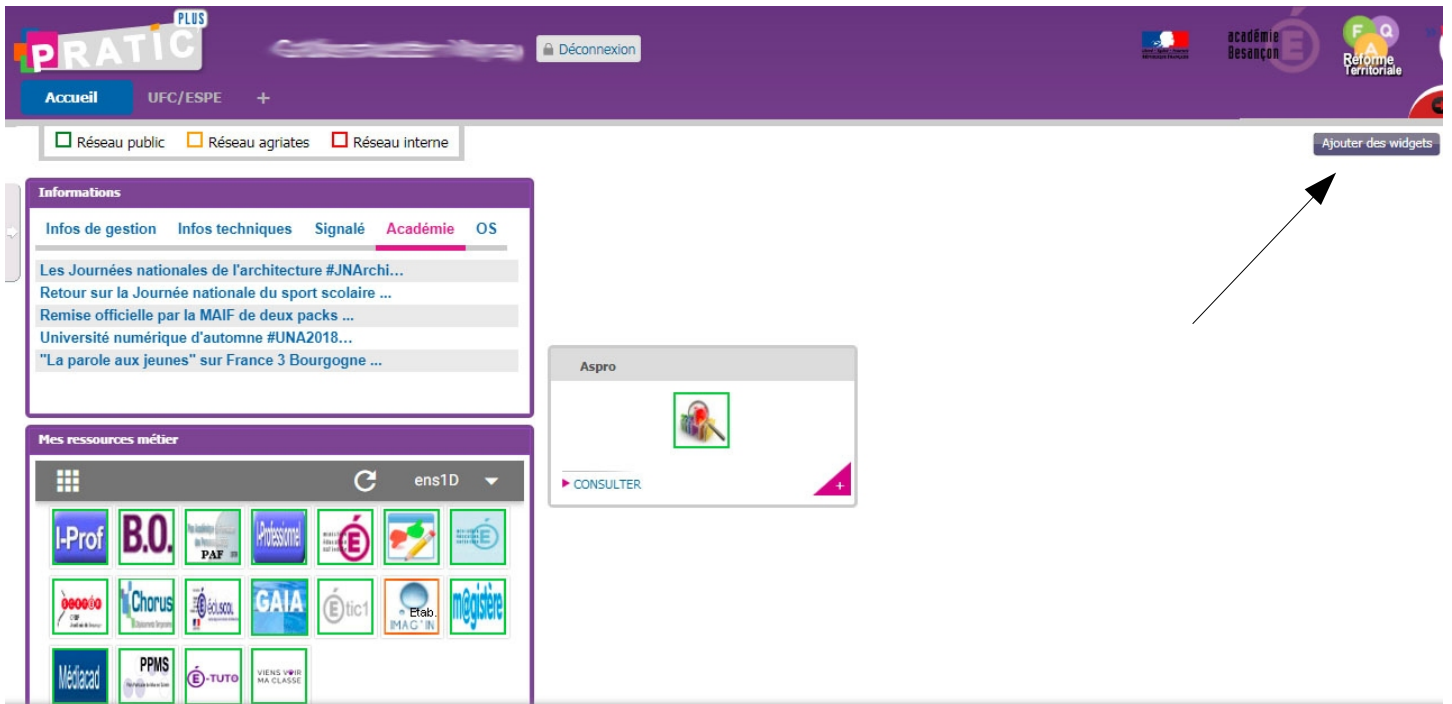 PRATIC PLUS
Déconnexion
académie Besançon
F Q A
Réforme Territoriale
Accueil UFC/ESPE +
Réseau public Réseau agriates Réseau interne
Ajouter des widgets
Informations
Infos de gestion Infos techniques Signalé Académie OS
Les Journées nationales de l'architecture #JNArchi...
Retour sur la Journée nationale du sport scolaire ...
Remise officielle par la MAIF de deux packs ...
Université numérique d'automne #UNA2018...
"La parole aux jeunes" sur France 3 Bourgogne ...
Aspro
CONSULTER +
Mes ressources métier
ens1D
I-Prof B.O. PAF I-Professionnel É É
Chorus éduscol GAIA Étic1 Etab. IMAG'IN m@gistère
Médiacad PPMS É-TUTO VIENS VOIR MA CLASSE